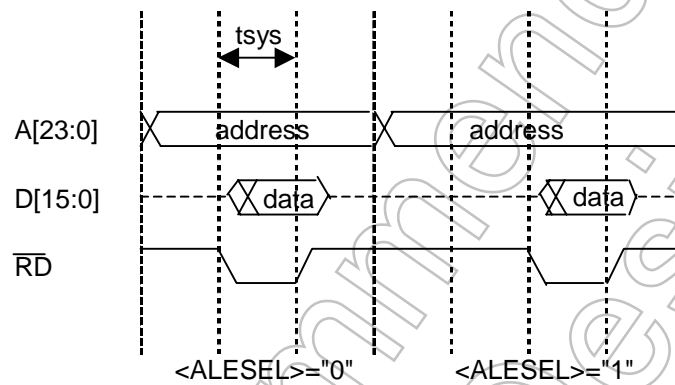 tsys
A[23:0] address address
D[15:0] data data
RD
<ALESEL>="0" <ALESEL>="1"